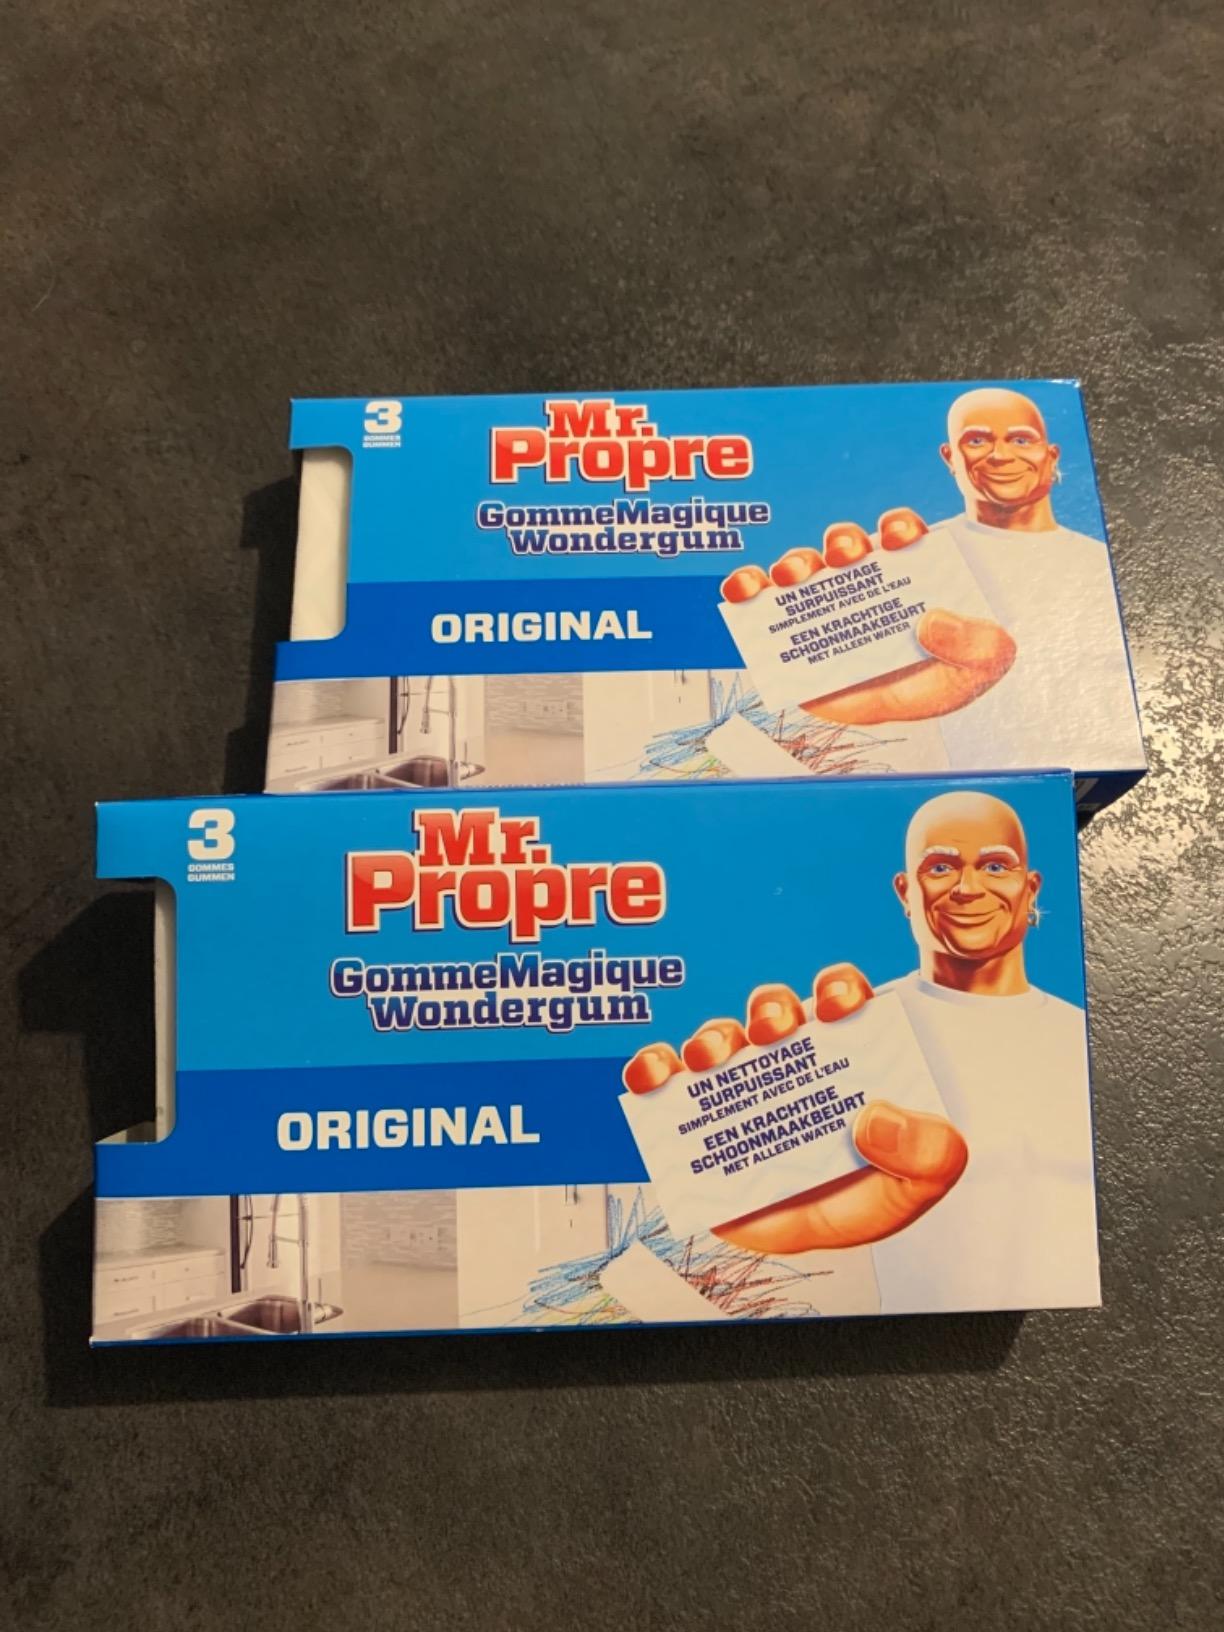 3
GOMMES
GUMMEN
Mr.
Propre
GommeMagique
Wondergum
ORIGINAL
UN NETTOYAGE
SURPUISSANT
SIMPLEMENT AVEC DE L'EAU
EEN KRACHTIGE
SCHOONMAAKBEURT
MET ALLEEN WATER
3
GOMMES
GUMMEN
Mr.
Propre
GommeMagique
Wondergum
ORIGINAL
UN NETTOYAGE
SURPUISSANT
SIMPLEMENT AVEC DE L'EAU
EEN KRACHTIGE
SCHOONMAAKBEURT
MET ALLEEN WATER